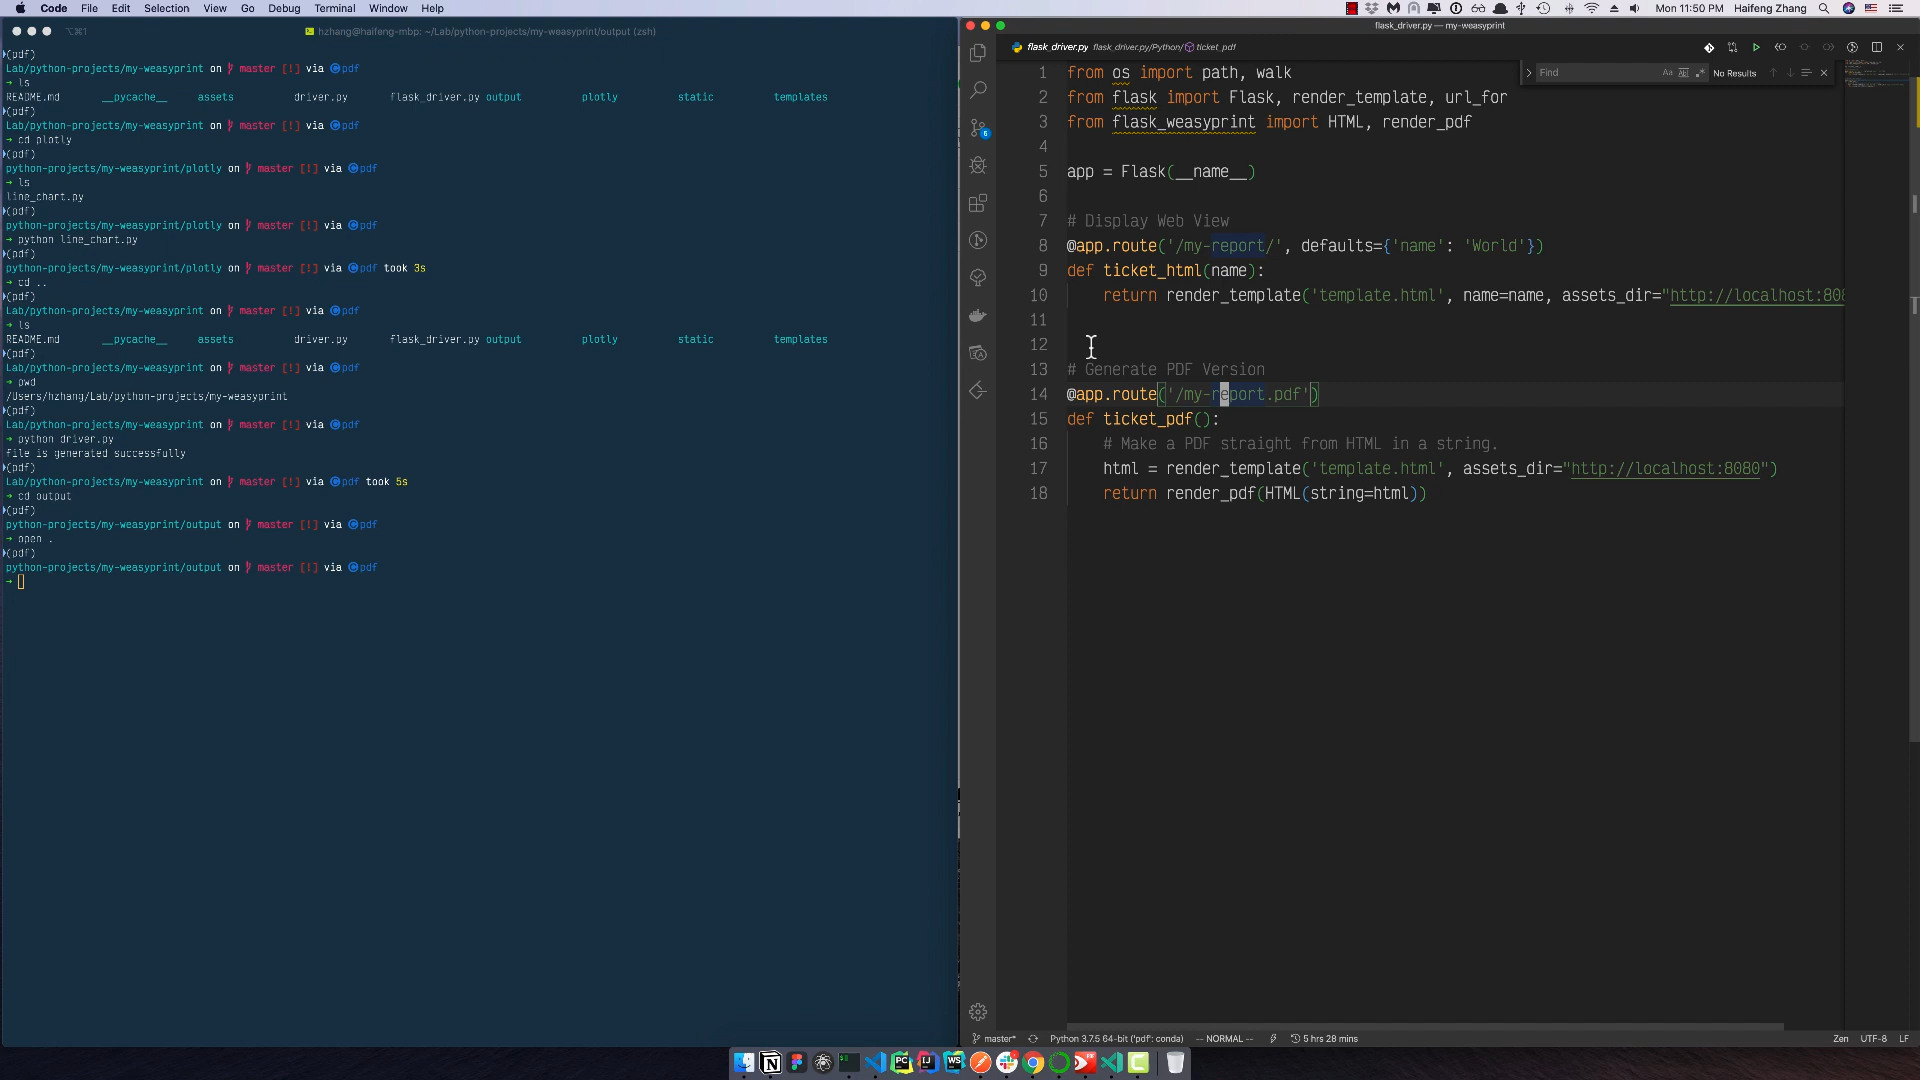 Code File Edit Selection View Go Debug Terminal Window Help
Mon 11:50 PM Haifeng Zhang
⌥⌘1 hzhang@haifeng-mbp: ~/Lab/python-projects/my-weasyprint/output (zsh)
(pdf)
Lab/python-projects/my-weasyprint on master [!] via pdf
→ ls
README.md __pycache__ assets driver.py flask_driver.py output plotly static templates
(pdf)
Lab/python-projects/my-weasyprint on master [!] via pdf
→ cd plotly
(pdf)
python-projects/my-weasyprint/plotly on master [!] via pdf
→ ls
line_chart.py
(pdf)
python-projects/my-weasyprint/plotly on master [!] via pdf
→ python line_chart.py
(pdf)
python-projects/my-weasyprint/plotly on master [!] via pdf took 3s
→ cd ..
(pdf)
Lab/python-projects/my-weasyprint on master [!] via pdf
→ ls
README.md __pycache__ assets driver.py flask_driver.py output plotly static templates
(pdf)
Lab/python-projects/my-weasyprint on master [!] via pdf
→ pwd
/Users/hzhang/Lab/python-projects/my-weasyprint
(pdf)
Lab/python-projects/my-weasyprint on master [!] via pdf
→ python driver.py
file is generated successfully
(pdf)
Lab/python-projects/my-weasyprint on master [!] via pdf took 5s
→ cd output
(pdf)
python-projects/my-weasyprint/output on master [!] via pdf
→ open .
(pdf)
python-projects/my-weasyprint/output on master [!] via pdf
→
flask_driver.py — my-weasyprint
flask_driver.py flask_driver.py/Python/ticket_pdf
Find Aa No Results
1 from os import path, walk
2 from flask import Flask, render_template, url_for
3 from flask_weasyprint import HTML, render_pdf
4
5 app = Flask(__name__)
6
7 # Display Web View
8 @app.route('/my-report/', defaults={'name': 'World'})
9 def ticket_html(name):
10 return render_template('template.html', name=name, assets_dir="http://localhost:808
11
12
13 # Generate PDF Version
14 @app.route('/my-report.pdf')
15 def ticket_pdf():
16 # Make a PDF straight from HTML in a string.
17 html = render_template('template.html', assets_dir="http://localhost:8080")
18 return render_pdf(HTML(string=html))
6
master* Python 3.7.5 64-bit ('pdf': conda) -- NORMAL -- 5 hrs 28 mins Zen UTF-8 LF
PC IJ WS